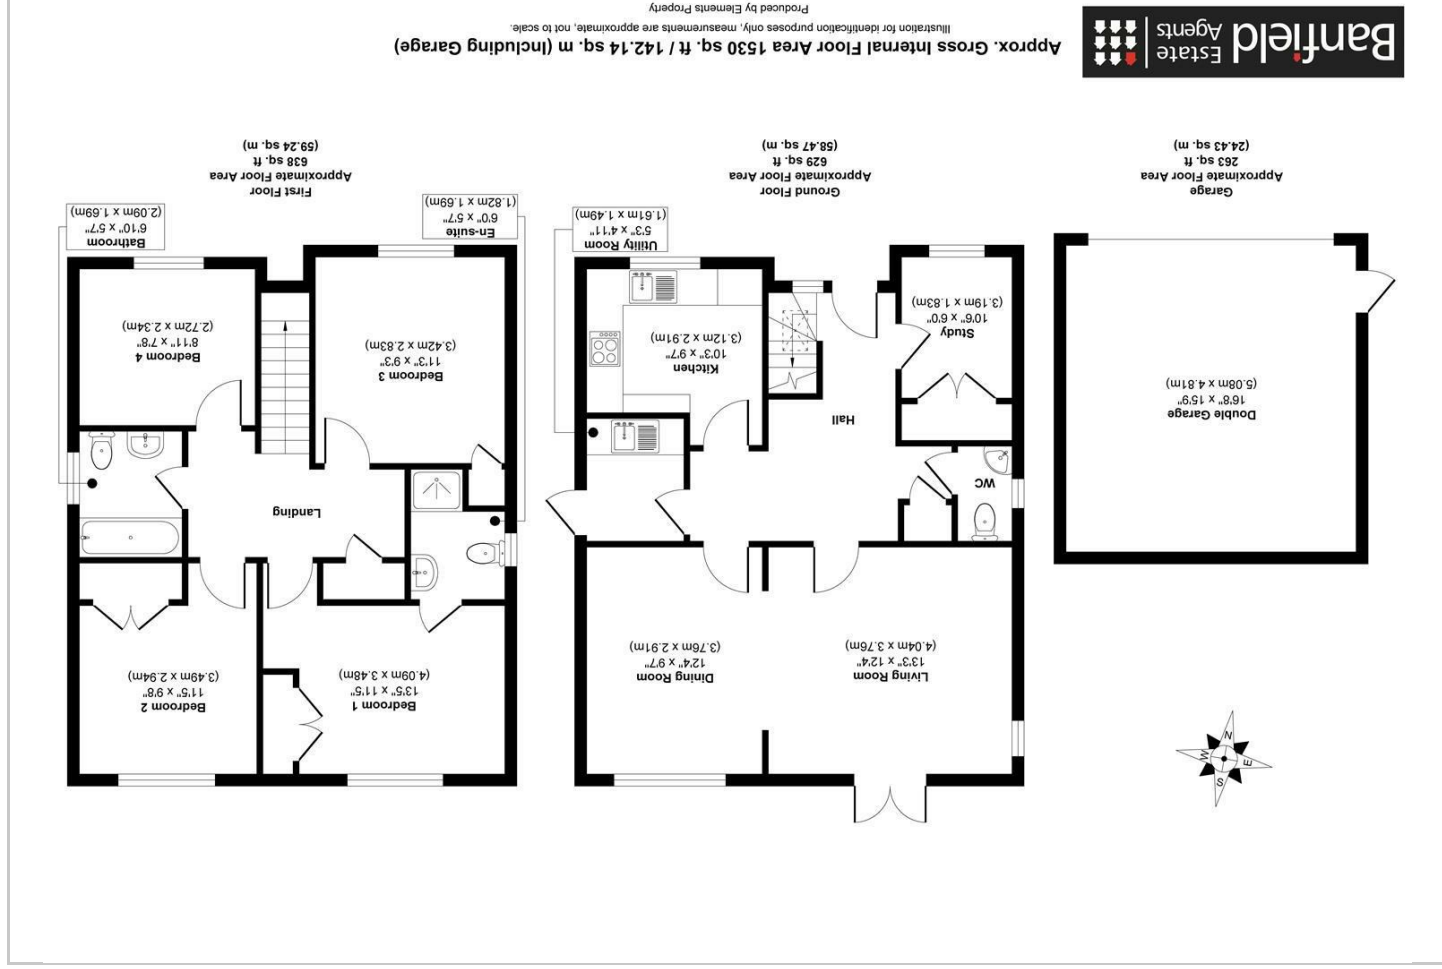 S
E
W
N
Living Room
13'3" x 12'4"
(4.04m x 3.76m)
Dining Room
12'4" x 9'7"
(3.76m x 2.91m)
WC
Hall
Study
10'6" x 6'0"
(3.19m x 1.83m)
Kitchen
10'3" x 9'7"
(3.12m x 2.91m)
Utility Room
5'3" x 4'11"
(1.61m x 1.49m)
Bedroom 1
13'5" x 11'5"
(4.09m x 3.48m)
Bedroom 2
11'5" x 9'8"
(3.49m x 2.94m)
Landing
Bedroom 3
11'3" x 9'3"
(3.42m x 2.83m)
Bedroom 4
8'11" x 7'8"
(2.72m x 2.34m)
En-suite
6'0" x 5'7"
(1.82m x 1.69m)
Bathroom
6'10" x 5'7"
(2.09m x 1.69m)
Double Garage
16'8" x 15'9"
(5.08m x 4.81m)
Garage
Approximate Floor Area
263 sq. ft
(24.43 sq. m)
Ground Floor
Approximate Floor Area
629 sq. ft
(58.47 sq. m)
First Floor
Approximate Floor Area
638 sq. ft
(59.24 sq. m)
Banfield
Estate
Agents
Approx. Gross Internal Floor Area 1530 sq. ft / 142.14 sq. m (Including Garage)
Illustration for identification purposes only, measurements are approximate, not to scale.
Produced by Elements Property